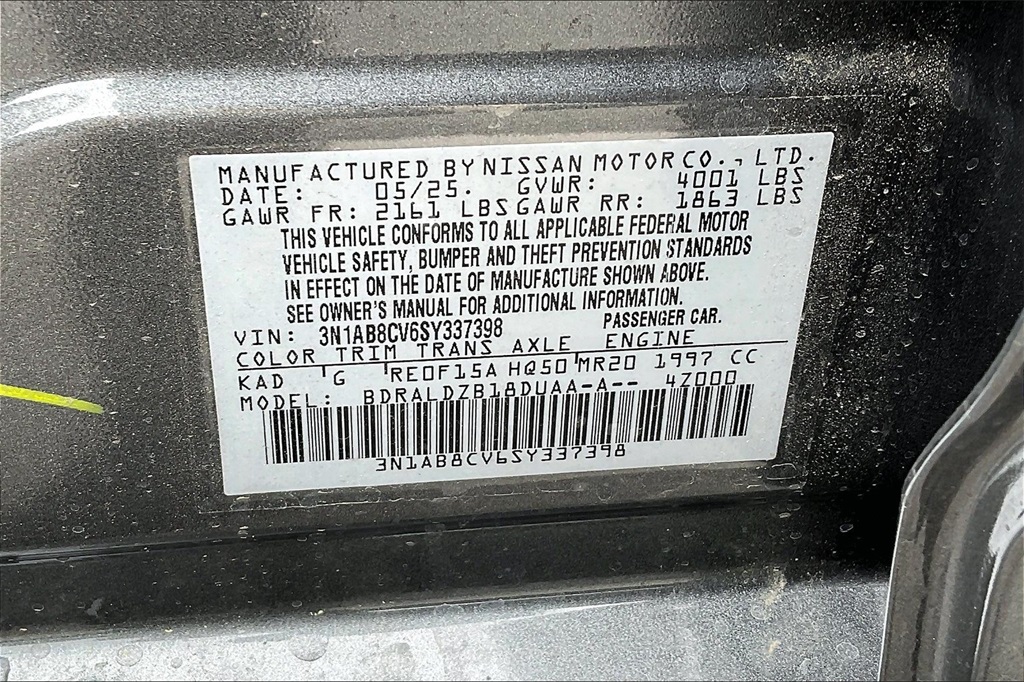 MANUFACTURED BY NISSAN MOTOR CO., LTD.
DATE: 05/25. GVWR: 4001 LBS
GAWR FR: 2161 LBS GAWR RR: 1863 LBS
THIS VEHICLE CONFORMS TO ALL APPLICABLE FEDERAL MOTOR
VEHICLE SAFETY, BUMPER AND THEFT PREVENTION STANDARDS
IN EFFECT ON THE DATE OF MANUFACTURE SHOWN ABOVE.
SEE OWNER'S MANUAL FOR ADDITIONAL INFORMATION.
VIN: 3N1AB8CV6SY337398 PASSENGER CAR.
COLOR TRIM TRANS AXLE ENGINE
KAD G RE0F15A HQ50 MR20 1997 CC
MODEL: BDRALDZB18DUAA-A-- 4Z000
3N1AB8CV6SY337398